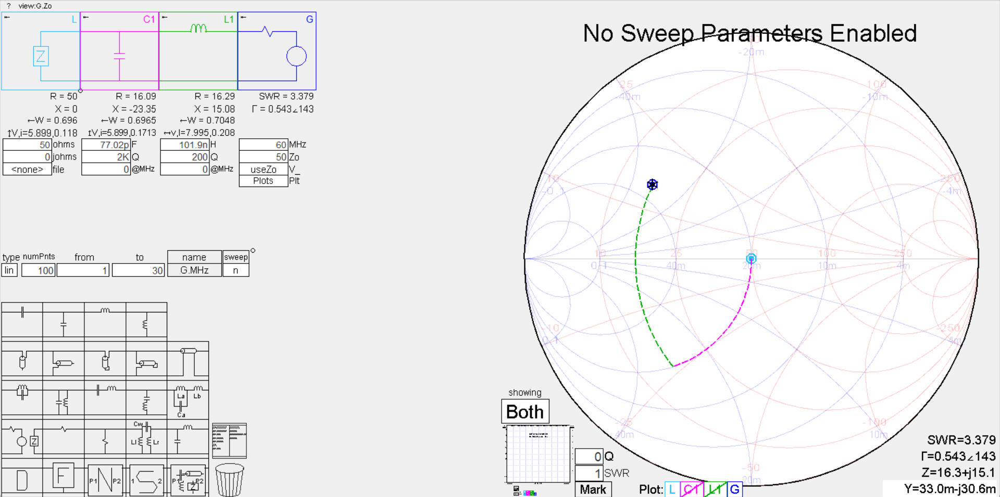 ? view:G.Zo
L C1 L1 G
Z
R = 50 R = 16.09 R = 16.29 SWR = 3.379
X = 0 X = -23.35 X = 15.08 Γ = 0.543∠143
←W = 0.696 ←W = 0.6965 ←W = 0.7048
↕V,i=5.899,0.118 ↕V,i=5.899,0.1713 ↔v,I=7.995,0.208
50 ohms 77.02p F 101.9n H 60 MHz
0 johms 2K Q 200 Q 50 Zo
<none> file 0 @MHz 0 @MHz useZo V_
Plots Plt
type numPnts from to name sweep
lin 100 1 30 G.MHz n
La Lb
Ca
Cw
Z Ll Lr
D F P1 N P2 1 S 2 P1 P2 Z
No Sweep Parameters Enabled
-20m
25 100
-40m -10m
10 250
-0.1 -4m
10 25 50 100 250
0.1 40m 20m 10m 4m
-10 -250
0.1 4m
-25 -100
40m 10m
-50
20m
showing
Both
0 Q
1 SWR
Mark Plot: L C1 L1 G
SWR=3.379
Γ=0.543∠143
Z=16.3+j15.1
Y=33.0m-j30.6m